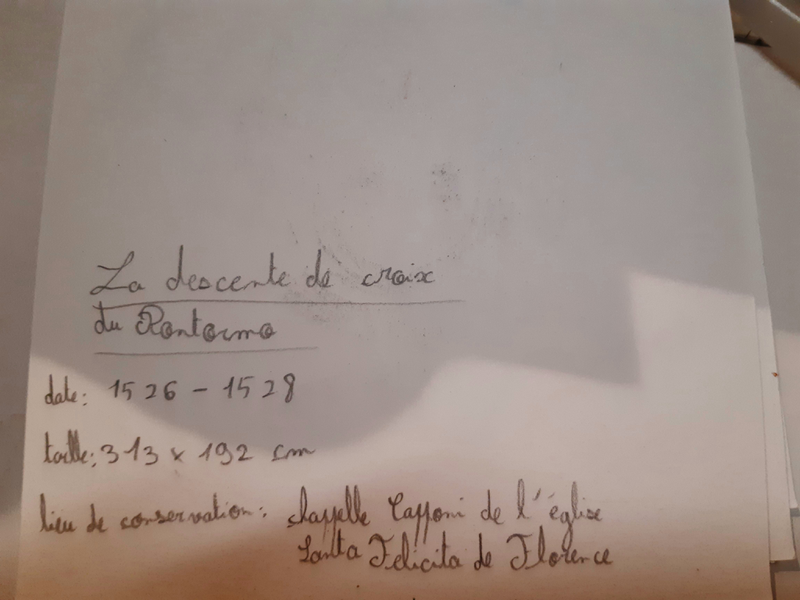 La descente de croix
du Pontormo
date: 1526 - 1528
taille: 313 x 192 cm
lieu de conservation: chappelle Capponi de l'église
Santa Felicita de Florence